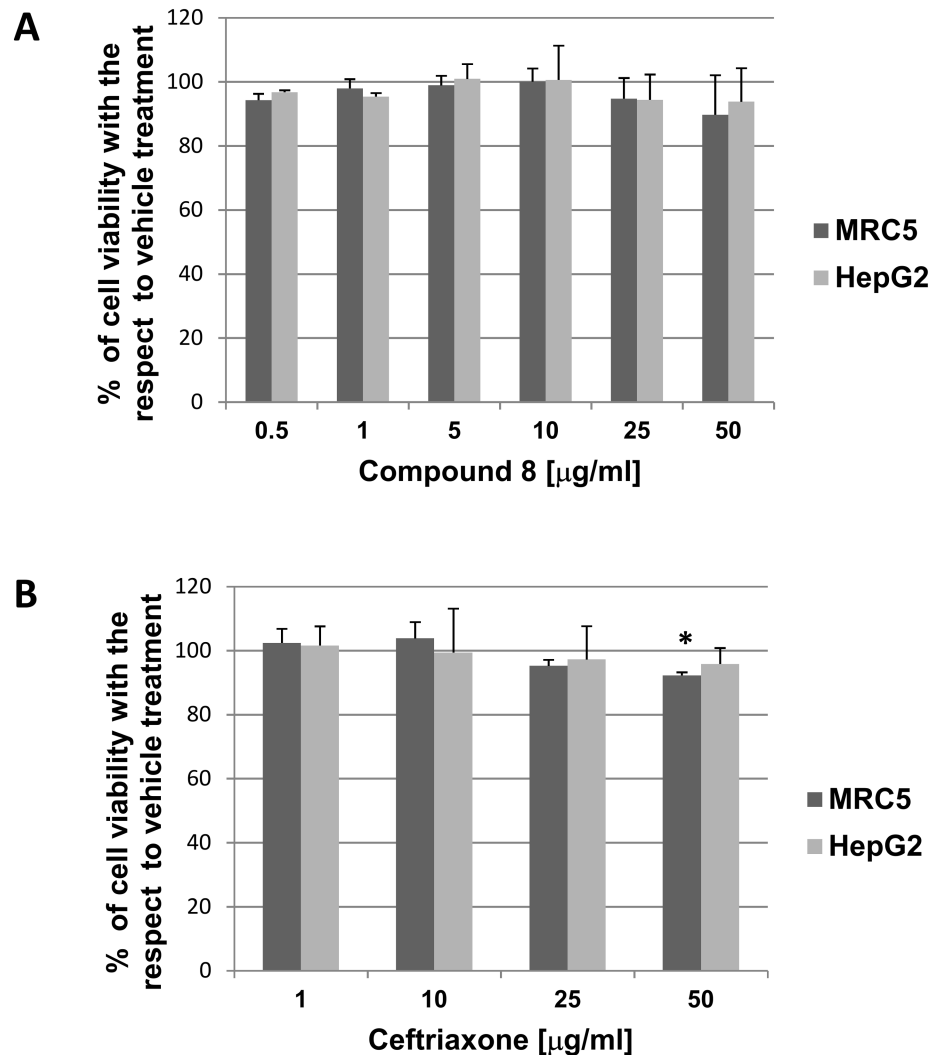 A
120
100
80
60
40
20
0
% of cell viability with the
respect to vehicle treatment
0.5 1 5 10 25 50
Compound 8 [μg/ml]
MRC5
HepG2
B
120
100
80
60
40
20
0
% of cell viability with the
respect to vehicle treatment
*
1 10 25 50
Ceftriaxone [μg/ml]
MRC5
HepG2